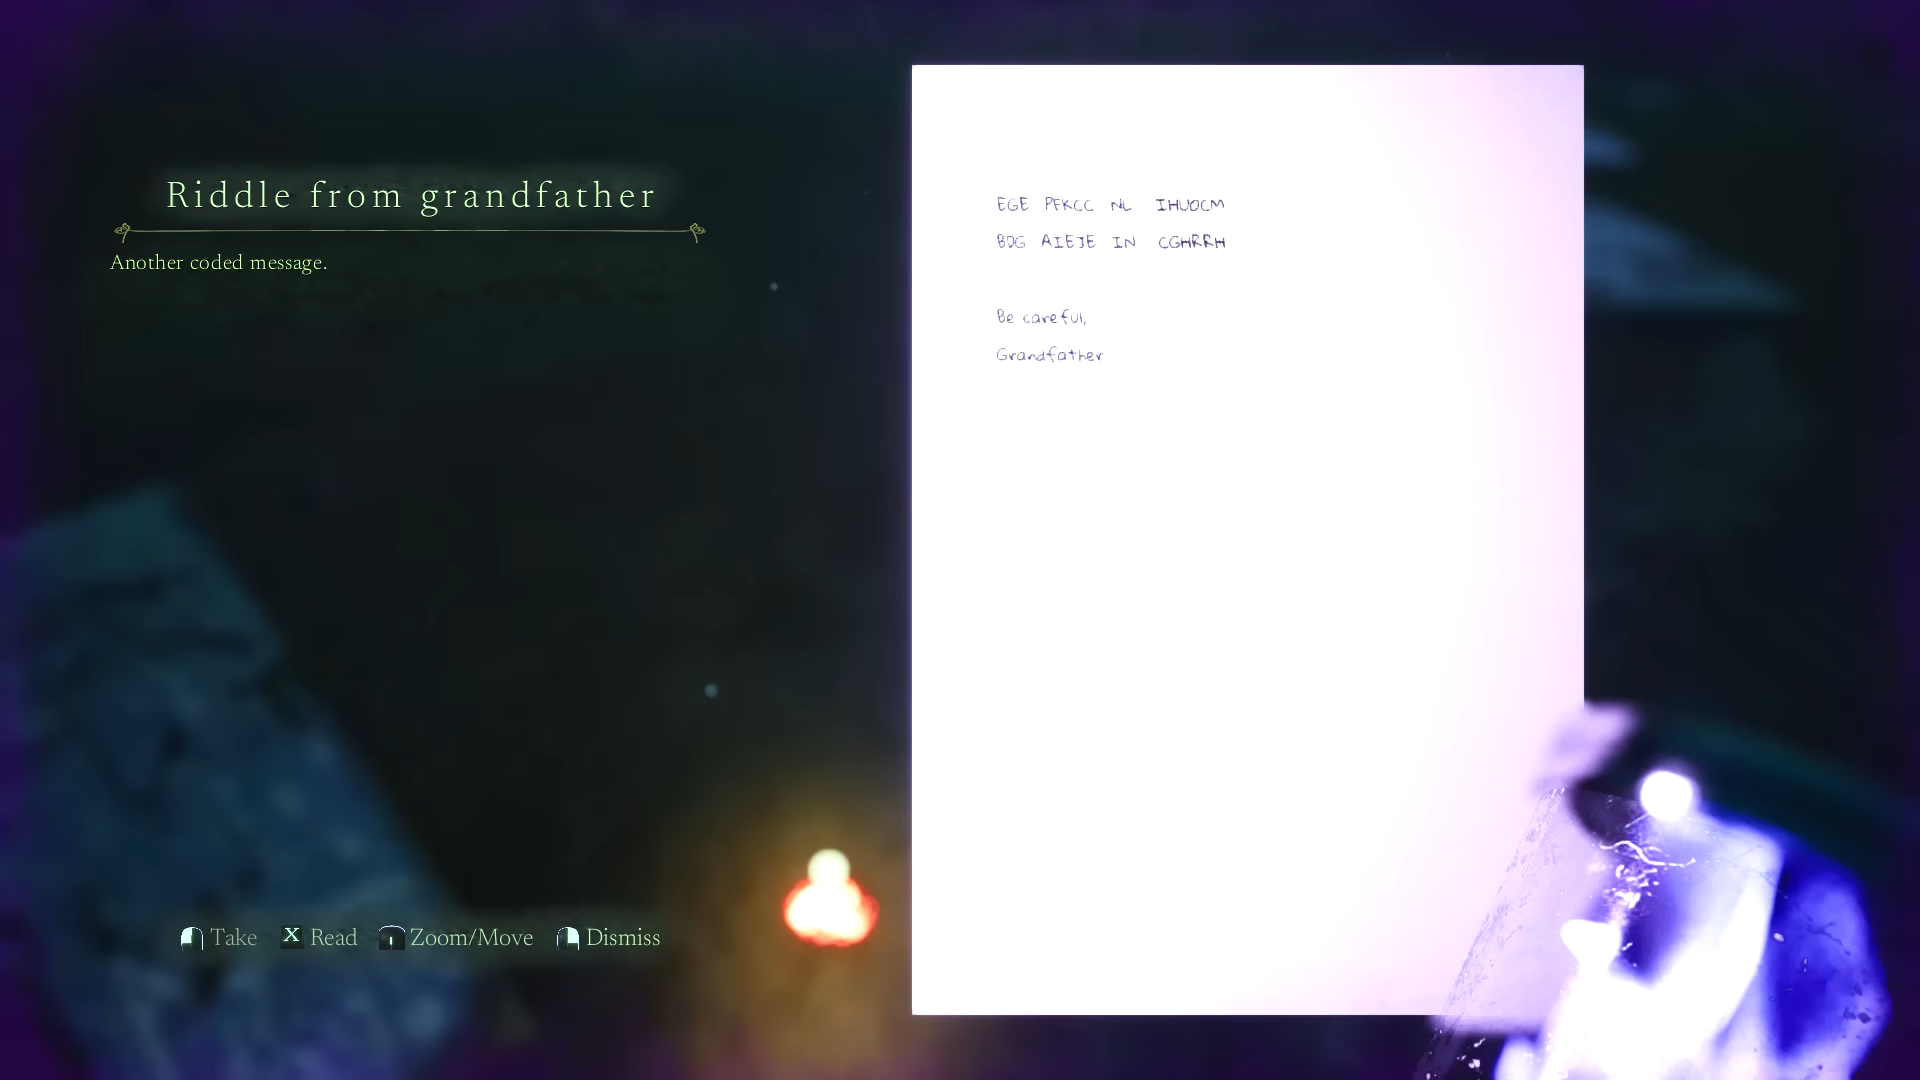 Riddle from grandfather
Another coded message.
EGE PFKCC NL IHUOCM
BDG AIEJE IN CGHRRH
Be careful,
Grandfather
Take X Read Zoom/Move Dismiss